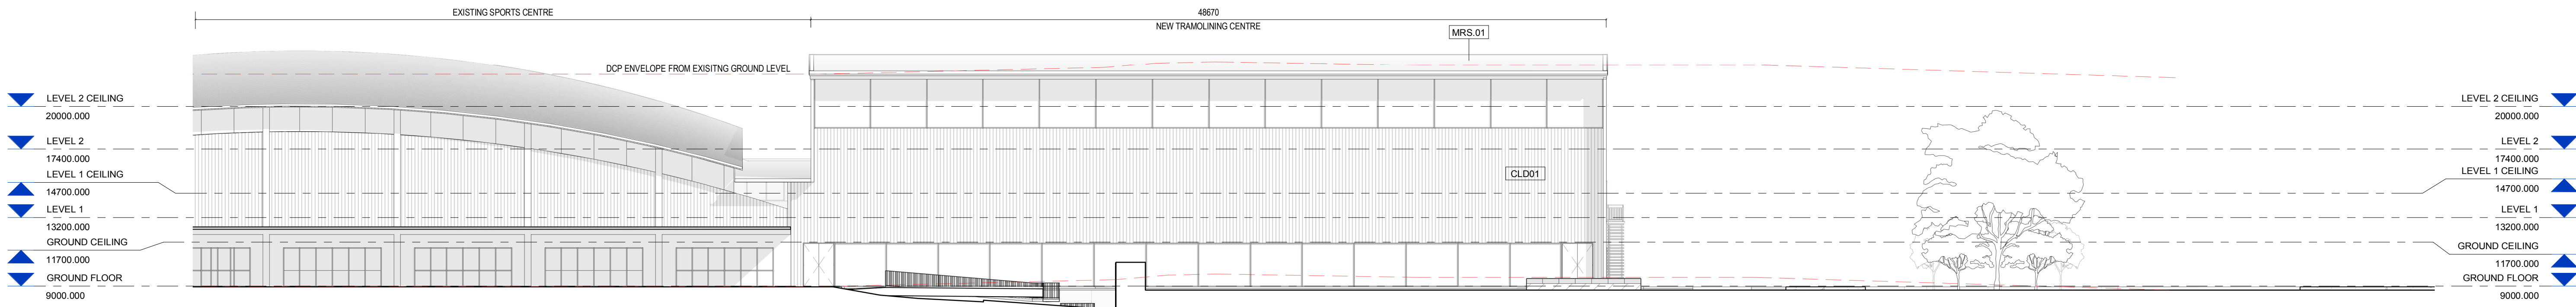 EXISTING SPORTS CENTRE
48670
NEW TRAMOLINING CENTRE
MRS.01
DCP ENVELOPE FROM EXISITNG GROUND LEVEL
LEVEL 2 CEILING
20000.000
LEVEL 2
17400.000
LEVEL 1 CEILING
14700.000
LEVEL 1
13200.000
GROUND CEILING
11700.000
GROUND FLOOR
9000.000
CLD01
LEVEL 2 CEILING
20000.000
LEVEL 2
17400.000
LEVEL 1 CEILING
14700.000
LEVEL 1
13200.000
GROUND CEILING
11700.000
GROUND FLOOR
9000.000